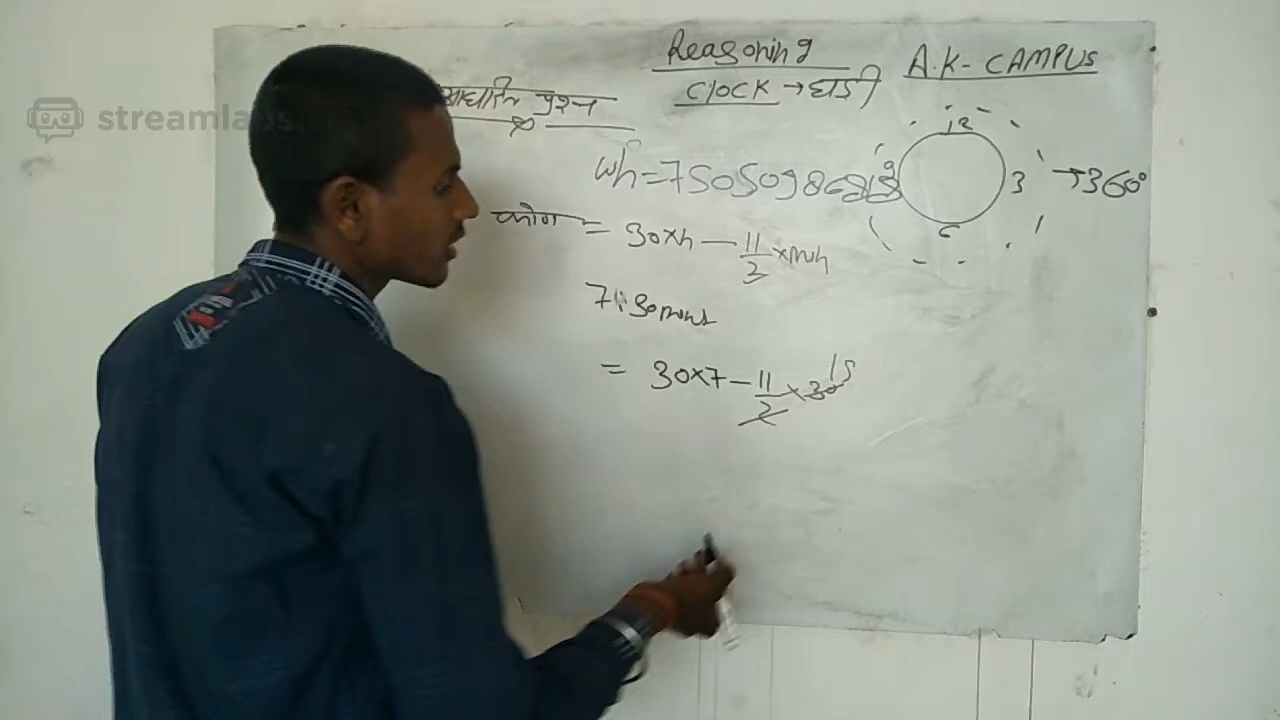 streamlabs
Reasoning
A.K- CAMPUS
CLOCK → घड़ी
आधारित प्रश्न
12
9
3
6
→ 360°
कोण = 30×h − 11/2 × min
7:30 mins
= 30×7 − 11/2 × 30 15